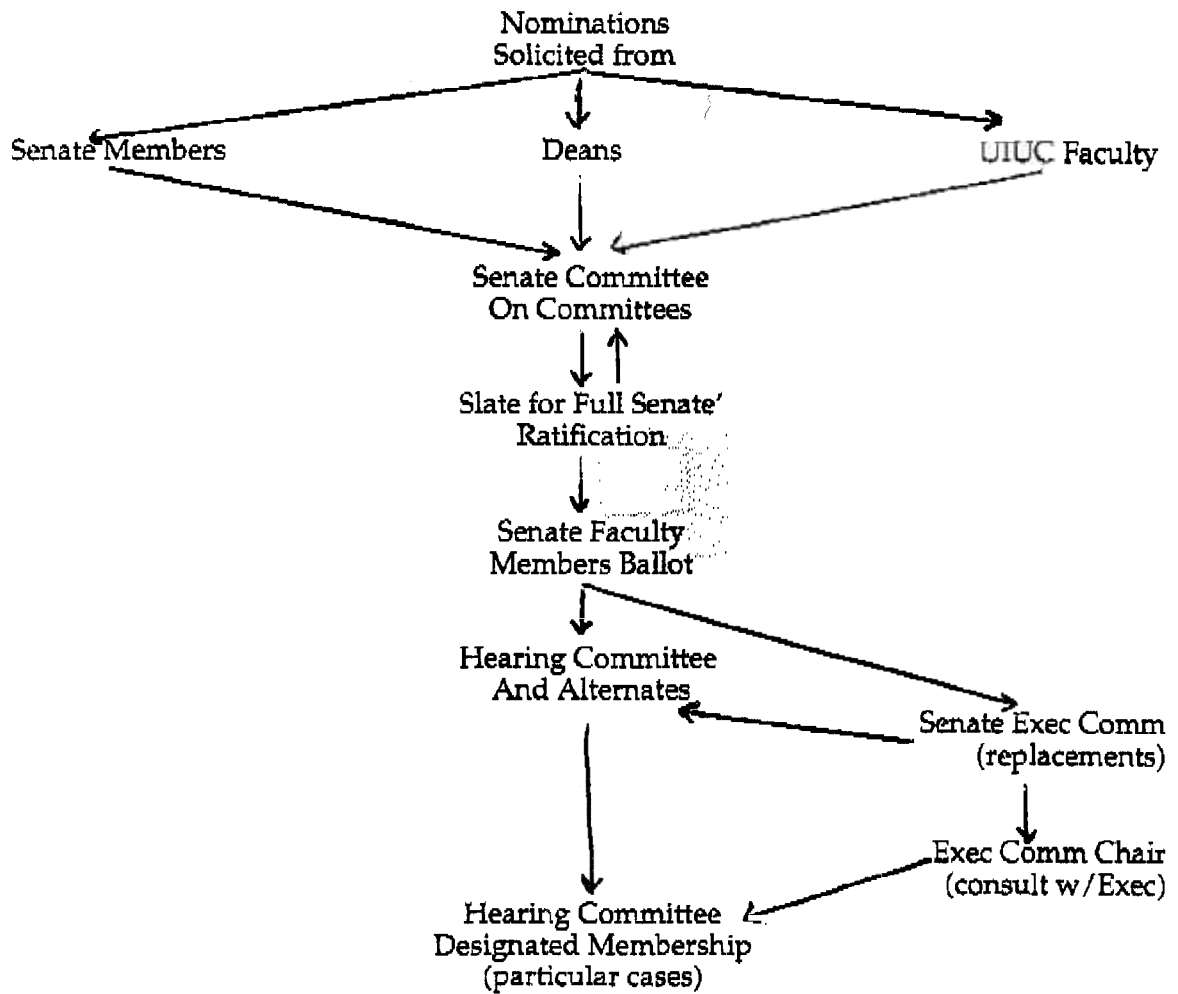 Nominations
Solicited from
Senate Members
Deans
UIUC Faculty
Senate Committee
On Committees
Slate for Full Senate'
Ratification
Senate Faculty
Members Ballot
Hearing Committee
And Alternates
Senate Exec Comm
(replacements)
Exec Comm Chair
(consult w/Exec)
Hearing Committee
Designated Membership
(particular cases)